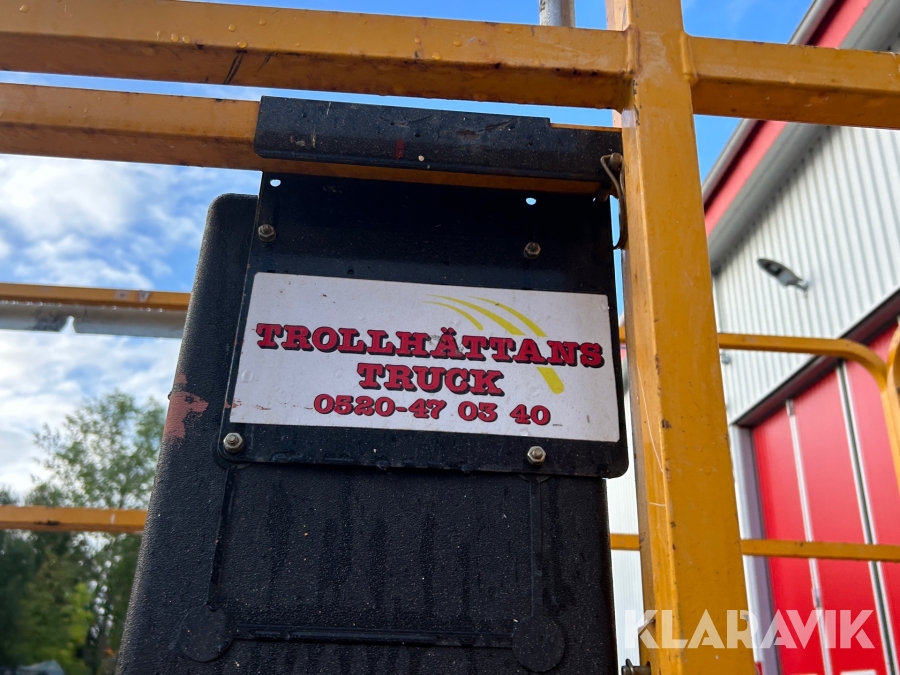 TROLLHÄTTANS
TRUCK
0520-47 03 40
KLARAVIK